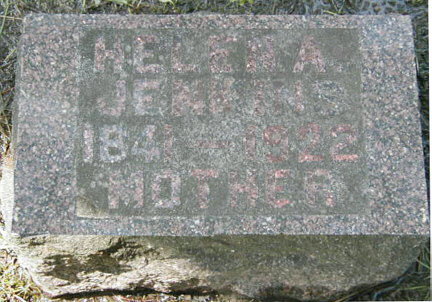 HELENA
JENKINS
1841-1922
MOTHER